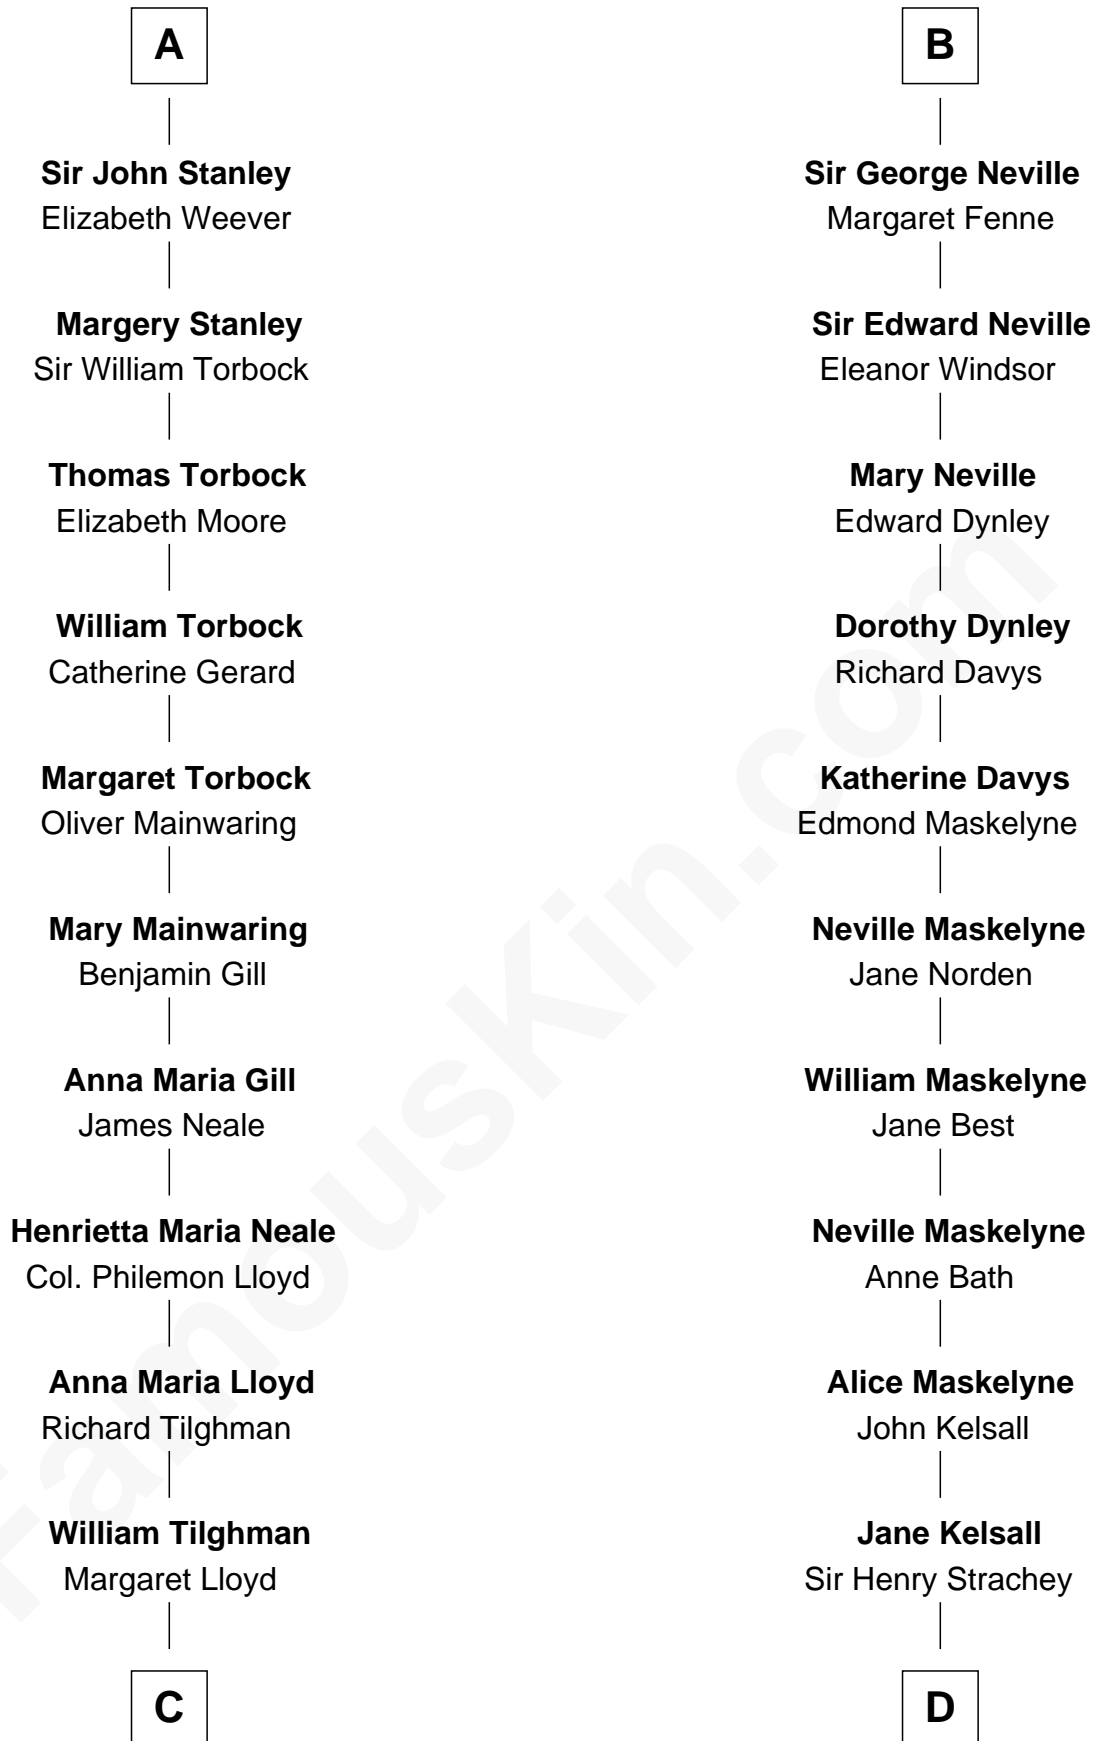 A
Sir John Stanley
Elizabeth Weever
Margery Stanley
Sir William Torbock
Thomas Torbock
Elizabeth Moore
William Torbock
Catherine Gerard
Margaret Torbock
Oliver Mainwaring
Mary Mainwaring
Benjamin Gill
Anna Maria Gill
James Neale
Henrietta Maria Neale
Col. Philemon Lloyd
Anna Maria Lloyd
Richard Tilghman
William Tilghman
Margaret Lloyd
C
B
Sir George Neville
Margaret Fenne
Sir Edward Neville
Eleanor Windsor
Mary Neville
Edward Dynley
Dorothy Dynley
Richard Davys
Katherine Davys
Edmond Maskelyne
Neville Maskelyne
Jane Norden
William Maskelyne
Jane Best
Neville Maskelyne
Anne Bath
Alice Maskelyne
John Kelsall
Jane Kelsall
Sir Henry Strachey
D
FamousKin.com